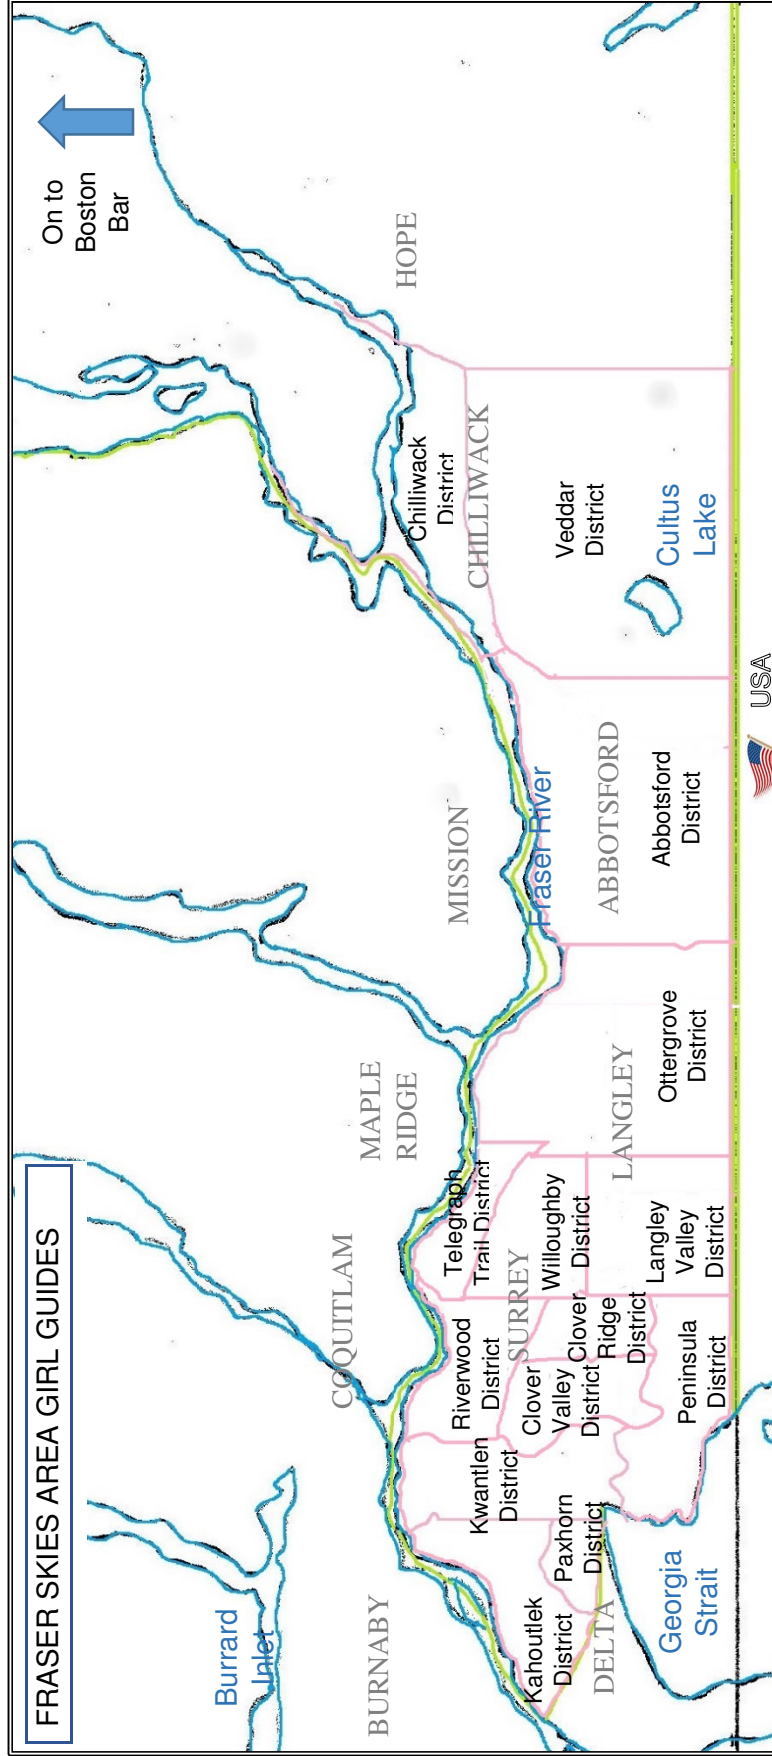 FRASER SKIES AREA GIRL GUIDES
On to
Boston
Bar
Burrard
Inlet
BURNABY
COQUITLAM
MAPLE
RIDGE
MISSION
HOPE
Fraser River
Chilliwack
District
CHILLIWACK
Veddar
District
Cultus
Lake
ABBOTSFORD
Abbotsford
District
LANGLEY
Ottergrove
District
Telegraph
Trail District
Willoughby
District
Langley
Valley
District
SURREY
Riverwood
District
Clover
Valley
District
Clover
Ridge
District
Peninsula
District
Kwantlen
District
Paxhorn
District
Kahoutlek
District
DELTA
Georgia
Strait
USA